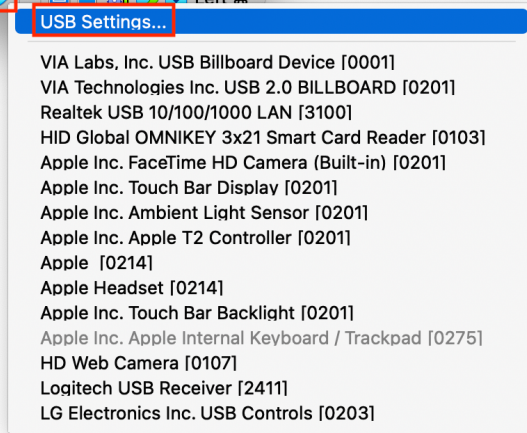 Left ⌘
USB Settings...
VIA Labs, Inc. USB Billboard Device [0001]
VIA Technologies Inc. USB 2.0 BILLBOARD [0201]
Realtek USB 10/100/1000 LAN [3100]
HID Global OMNIKEY 3x21 Smart Card Reader [0103]
Apple Inc. FaceTime HD Camera (Built-in) [0201]
Apple Inc. Touch Bar Display [0201]
Apple Inc. Ambient Light Sensor [0201]
Apple Inc. Apple T2 Controller [0201]
Apple [0214]
Apple Headset [0214]
Apple Inc. Touch Bar Backlight [0201]
Apple Inc. Apple Internal Keyboard / Trackpad [0275]
HD Web Camera [0107]
Logitech USB Receiver [2411]
LG Electronics Inc. USB Controls [0203]